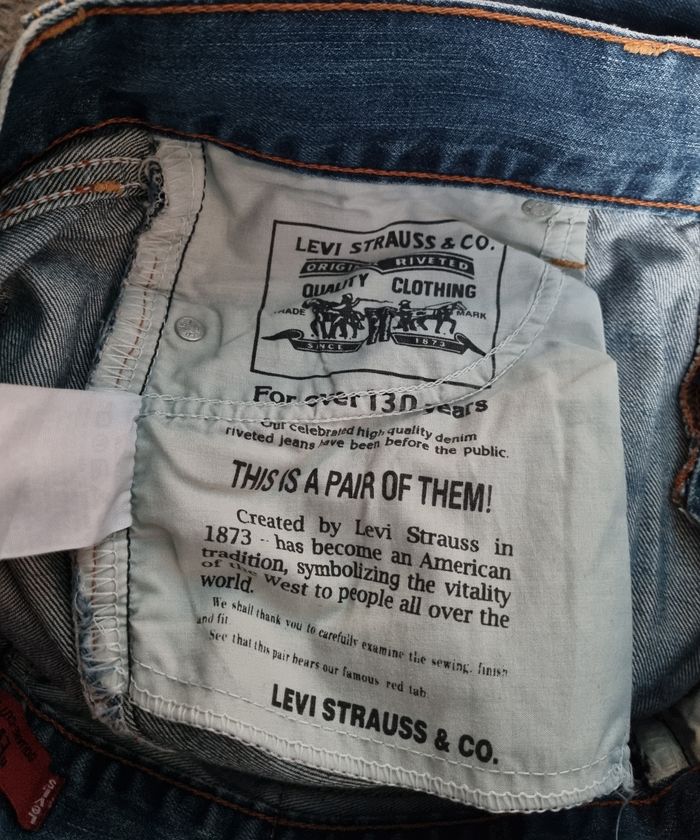 LEVI STRAUSS & CO.
RIVETED
QUALITY CLOTHING
MARK
SINCE 1873
For over 130 years
Our celebrated high quality denim
riveted jeans have been before the public.
THIS IS A PAIR OF THEM!
Created by Levi Strauss in
1873 -- has become an American
tradition, symbolizing the vitality
of the West to people all over the
world.
We shall thank you to carefully examine the sewing, finish
and fit
See that this pair bears our famous red tab
LEVI STRAUSS & CO.